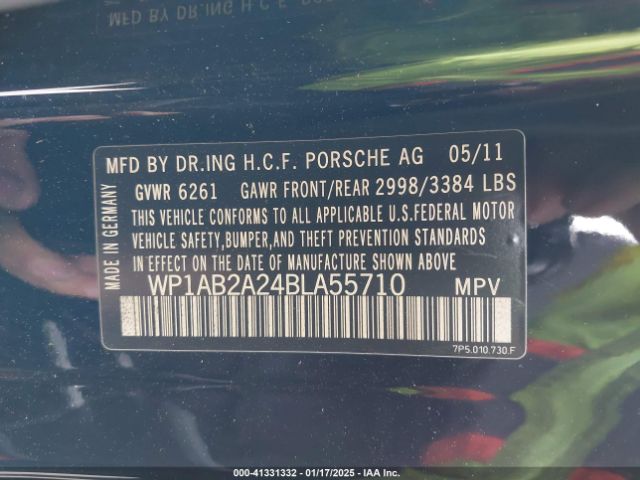 MFD BY DR.ING H.C.F. PORSCHE AG 05/11
GVWR 6261 GAWR FRONT/REAR 2998/3384 LBS
THIS VEHICLE CONFORMS TO ALL APPLICABLE U.S.FEDERAL MOTOR
VEHICLE SAFETY,BUMPER,AND THEFT PREVENTION STANDARDS
IN EFFECT ON THE DATE OF MANUFACTURE SHOWN ABOVE
WP1AB2A24BLA55710 MPV
7P5.010.730.F
MADE IN GERMANY
000-41331332 - 01/17/2025 - IAA Inc.